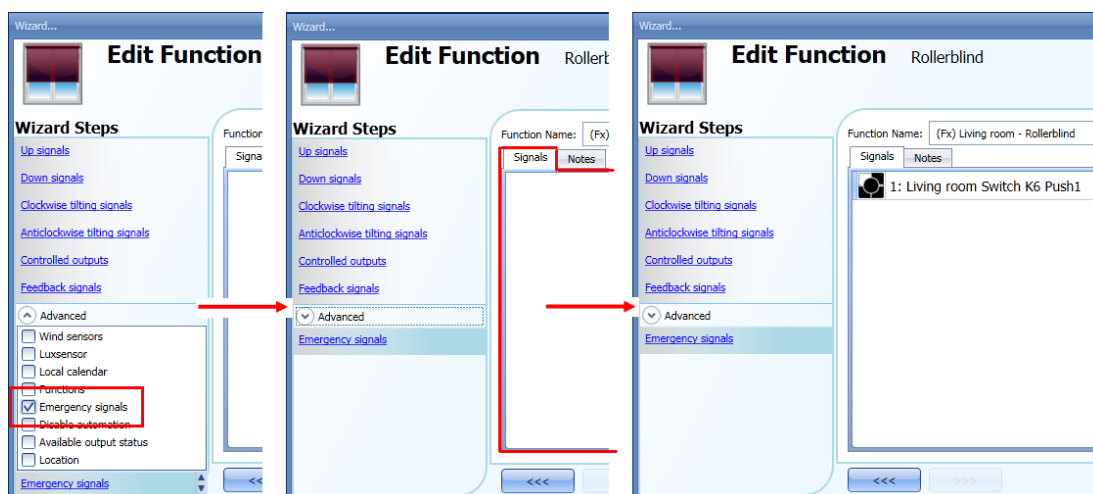 Wizard...
Edit Function
Wizard Steps
Up signals
Down signals
Clockwise tilting signals
Anticlockwise tilting signals
Controlled outputs
Feedback signals
Advanced
Wind sensors
Luxsensor
Local calendar
Functions
Emergency signals
Disable automation
Available output status
Location
Emergency signals
Function
Signa
<<
Wizard...
Edit Function Rollerb
Wizard Steps
Up signals
Down signals
Clockwise tilting signals
Anticlockwise tilting signals
Controlled outputs
Feedback signals
Advanced
Emergency signals
Function Name: (Fx)
Signals Notes
<<<
Wizard...
Edit Function Rollerblind
Wizard Steps
Up signals
Down signals
Clockwise tilting signals
Anticlockwise tilting signals
Controlled outputs
Feedback signals
Advanced
Emergency signals
Function Name: (Fx) Living room - Rollerblind
Signals Notes
1: Living room Switch K6 Push1
<<< >>>